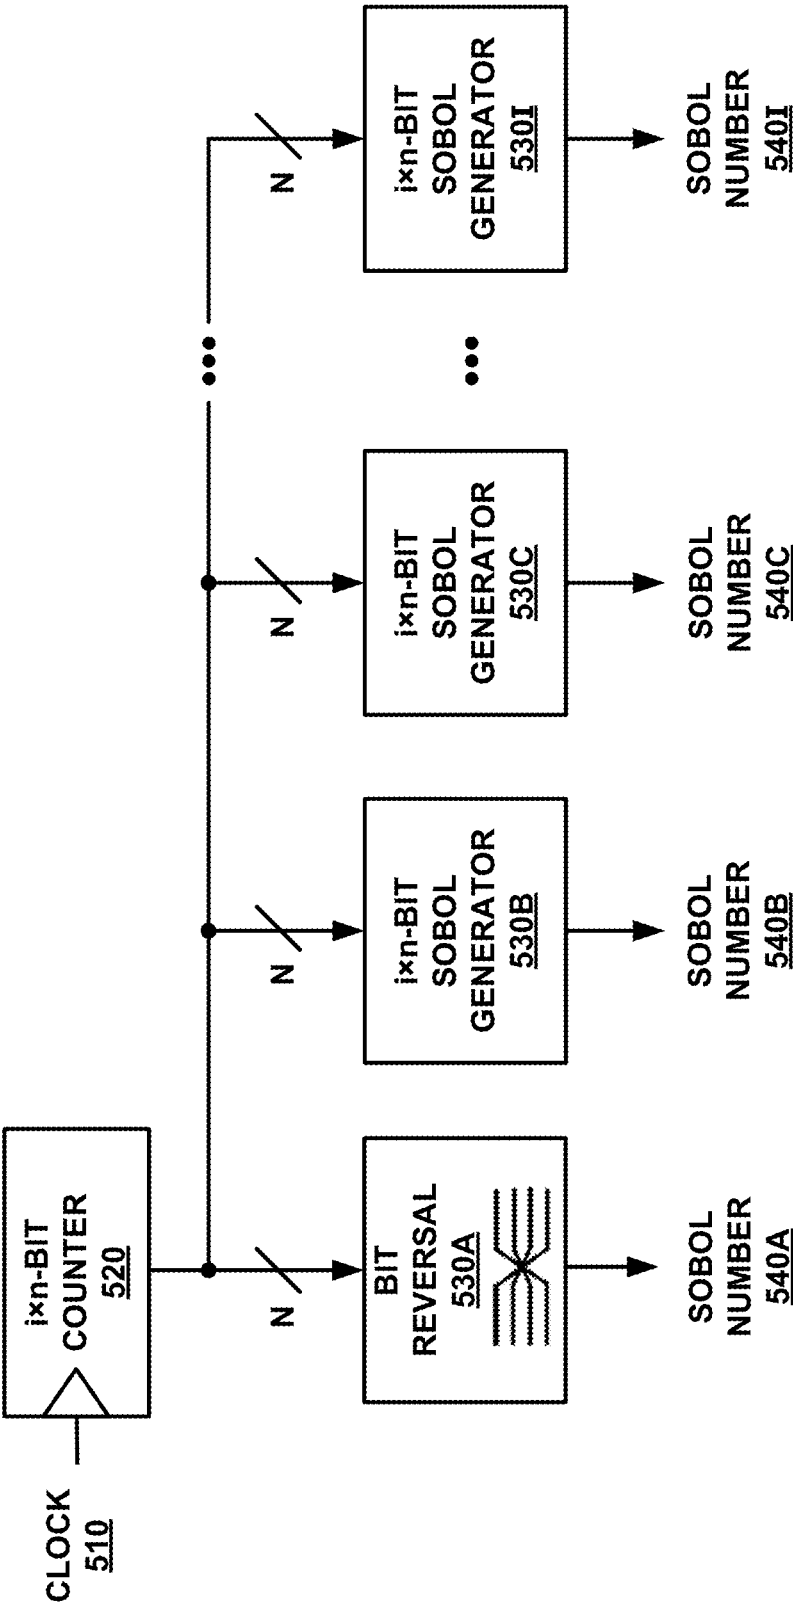 CLOCK
510
i×n-BIT
COUNTER
520
N
N
N
N
BIT
REVERSAL
530A
i×n-BIT
SOBOL
GENERATOR
530B
i×n-BIT
SOBOL
GENERATOR
530C
i×n-BIT
SOBOL
GENERATOR
530I
SOBOL
NUMBER
540A
SOBOL
NUMBER
540B
SOBOL
NUMBER
540C
SOBOL
NUMBER
540I